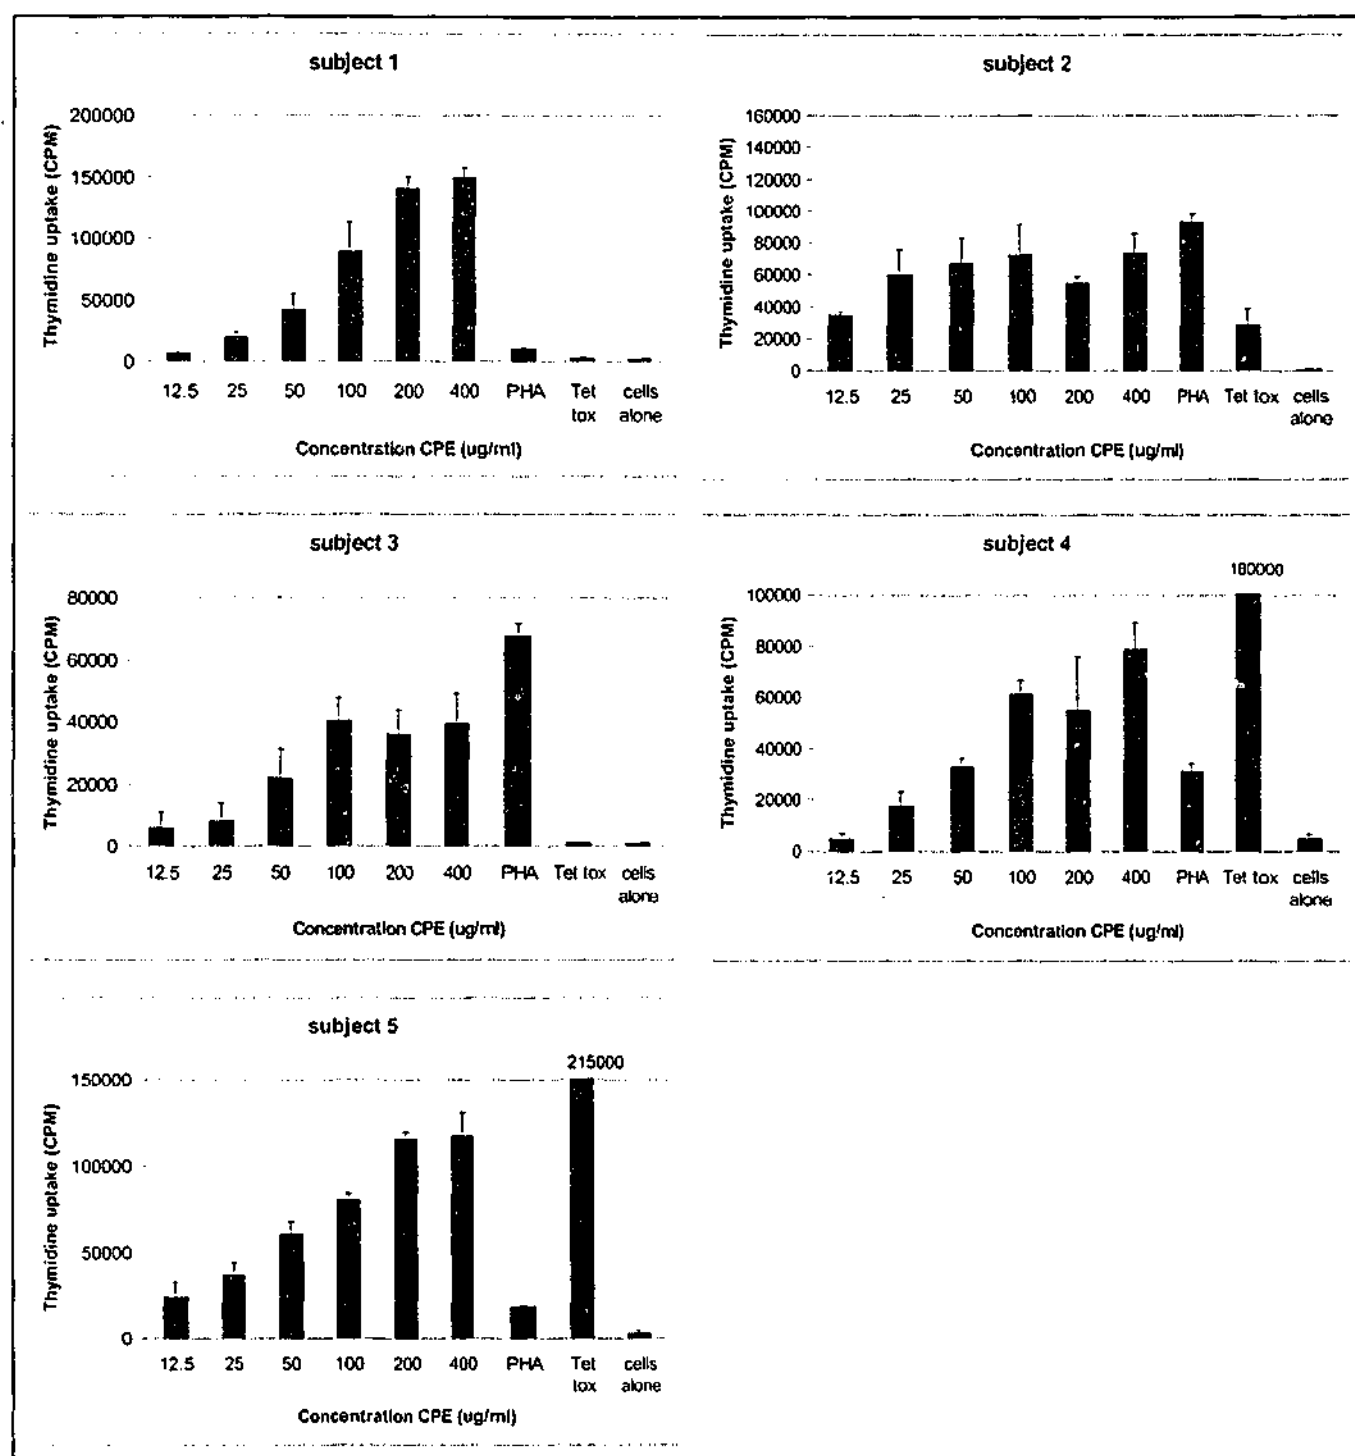 subject 1
Thymidine uptake (CPM)
200000
150000
100000
50000
0
12.5 25 50 100 200 400 PHA Tet tox cells alone
Concentration CPE (ug/ml)
subject 2
Thymidine uptake (CPM)
160000
140000
120000
100000
80000
60000
40000
20000
0
12.5 25 50 100 200 400 PHA Tet tox cells alone
Concentration CPE (ug/ml)
subject 3
Thymidine uptake (CPM)
80000
60000
40000
20000
0
12.5 25 50 100 200 400 PHA Tet tox cells alone
Concentration CPE (ug/ml)
subject 4
180000
Thymidine uptake (CPM)
100000
80000
60000
40000
20000
0
12.5 25 50 100 200 400 PHA Tet tox cells alone
Concentration CPE (ug/ml)
subject 5
215000
Thymidine uptake (CPM)
150000
100000
50000
0
12.5 25 50 100 200 400 PHA Tet tox cells alone
Concentration CPE (ug/ml)